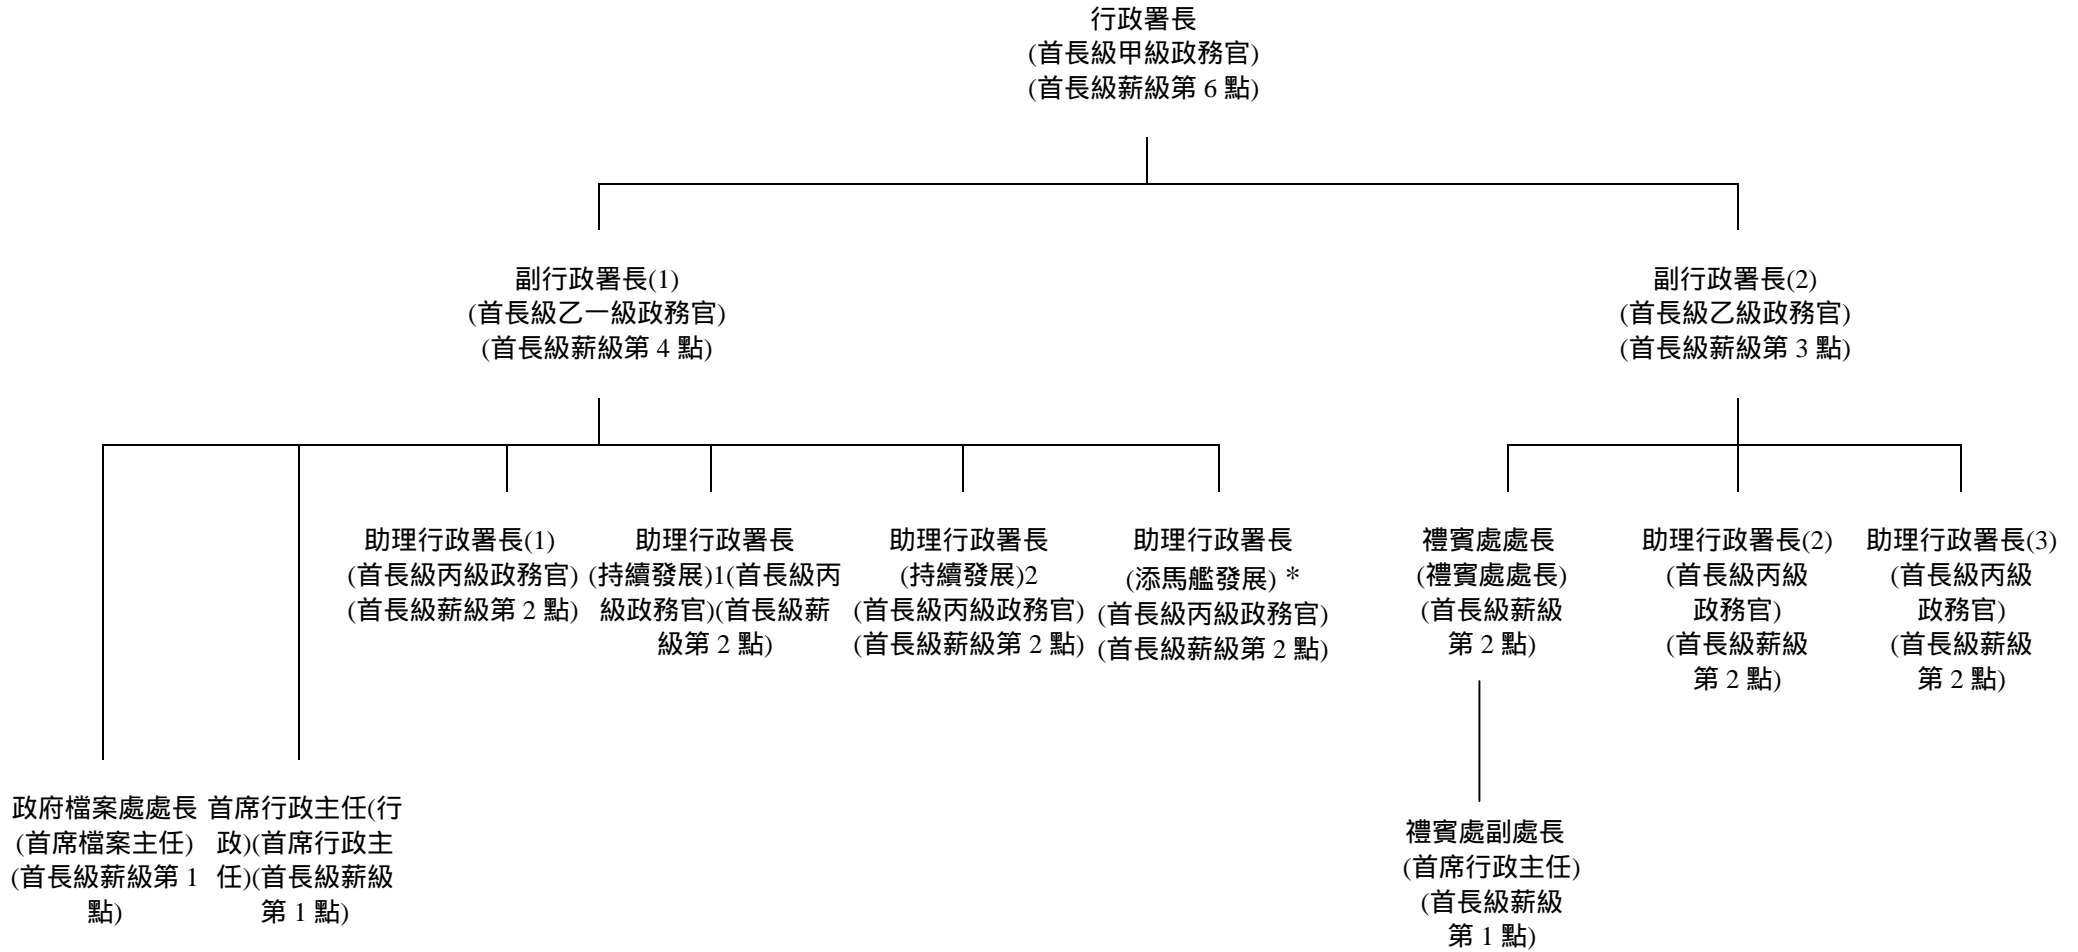 行政署長
(首長級甲級政務官)
(首長級薪級第 6 點)
副行政署長(1)
(首長級乙一級政務官)
(首長級薪級第 4 點)
副行政署長(2)
(首長級乙級政務官)
(首長級薪級第 3 點)
助理行政署長(1)
(首長級丙級政務官)
(首長級薪級第 2 點)
助理行政署長
(持續發展)1(首長級丙
級政務官)(首長級薪
級第 2 點)
助理行政署長
(持續發展)2
(首長級丙級政務官)
(首長級薪級第 2 點)
助理行政署長
(添馬艦發展) *
(首長級丙級政務官)
(首長級薪級第 2 點)
禮賓處處長
(禮賓處處長)
(首長級薪級
第 2 點)
助理行政署長(2)
(首長級丙級
政務官)
(首長級薪級
第 2 點)
助理行政署長(3)
(首長級丙級
政務官)
(首長級薪級
第 2 點)
政府檔案處處長
(首席檔案主任)
(首長級薪級第 1
點)
首席行政主任(行
政)(首席行政主
任)(首長級薪級
第 1 點)
禮賓處副處長
(首席行政主任)
(首長級薪級
第 1 點)